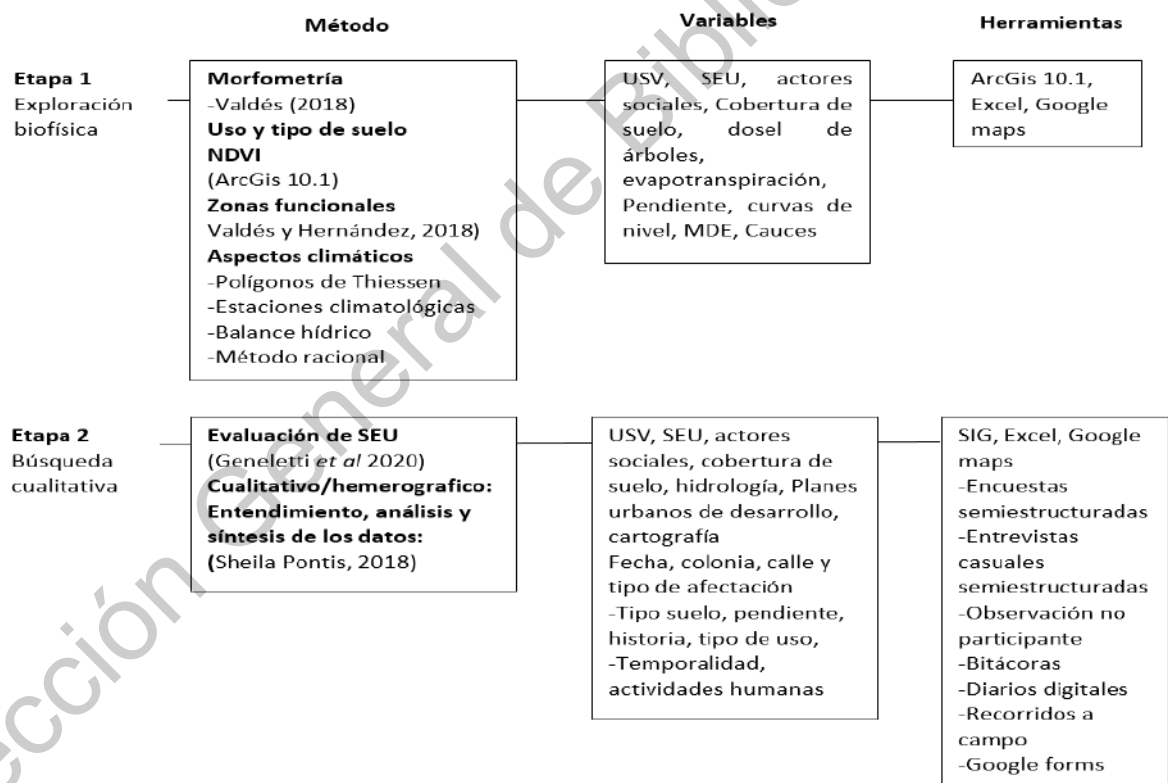 Método
Variables
Herramientas
Etapa 1
Exploración
biofísica
Morfometría
-Valdés (2018)
Uso y tipo de suelo
NDVI
(ArcGis 10.1)
Zonas funcionales
Valdés y Hernández, 2018)
Aspectos climáticos
-Polígonos de Thiessen
-Estaciones climatológicas
-Balance hídrico
-Método racional
USV, SEU, actores
sociales, Cobertura de
suelo, dosel de
árboles,
evapotranspiración,
Pendiente, curvas de
nivel, MDE, Cauces
ArcGis 10.1,
Excel, Google
maps
Etapa 2
Búsqueda
cualitativa
Evaluación de SEU
(Geneletti et al 2020)
Cualitativo/hemerografico:
Entendimiento, análisis y
síntesis de los datos:
(Sheila Pontis, 2018)
USV, SEU, actores
sociales, cobertura de
suelo, hidrología, Planes
urbanos de desarrollo,
cartografía
Fecha, colonia, calle y
tipo de afectación
-Tipo suelo, pendiente,
historia, tipo de uso,
-Temporalidad,
actividades humanas
SIG, Excel, Google
maps
-Encuestas
semiestructuradas
-Entrevistas
casuales
semiestructuradas
-Observación no
participante
-Bitácoras
-Diarios digitales
-Recorridos a
campo
-Google forms
ección General de Biblio